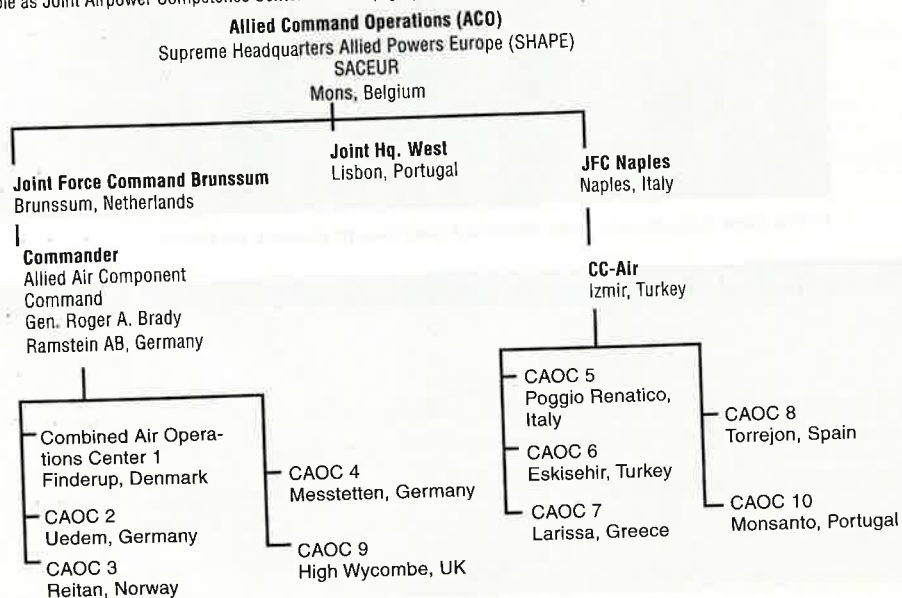 Allied Command Operations (ACO)
Supreme Headquarters Allied Powers Europe (SHAPE)
SACEUR
Mons, Belgium
Joint Force Command Brunssum
Brunssum, Netherlands
Joint Hq. West
Lisbon, Portugal
JFC Naples
Naples, Italy
Commander
Allied Air Component
Command
Gen. Roger A. Brady
Ramstein AB, Germany
CC-Air
Izmir, Turkey
Combined Air Opera-
tions Center 1
Finderup, Denmark
CAOC 2
Uedem, Germany
CAOC 3
Reitan, Norway
CAOC 4
Messtetten, Germany
CAOC 9
High Wycombe, UK
CAOC 5
Poggio Renatico,
Italy
CAOC 6
Eskisehir, Turkey
CAOC 7
Larissa, Greece
CAOC 8
Torrejon, Spain
CAOC 10
Monsanto, Portugal